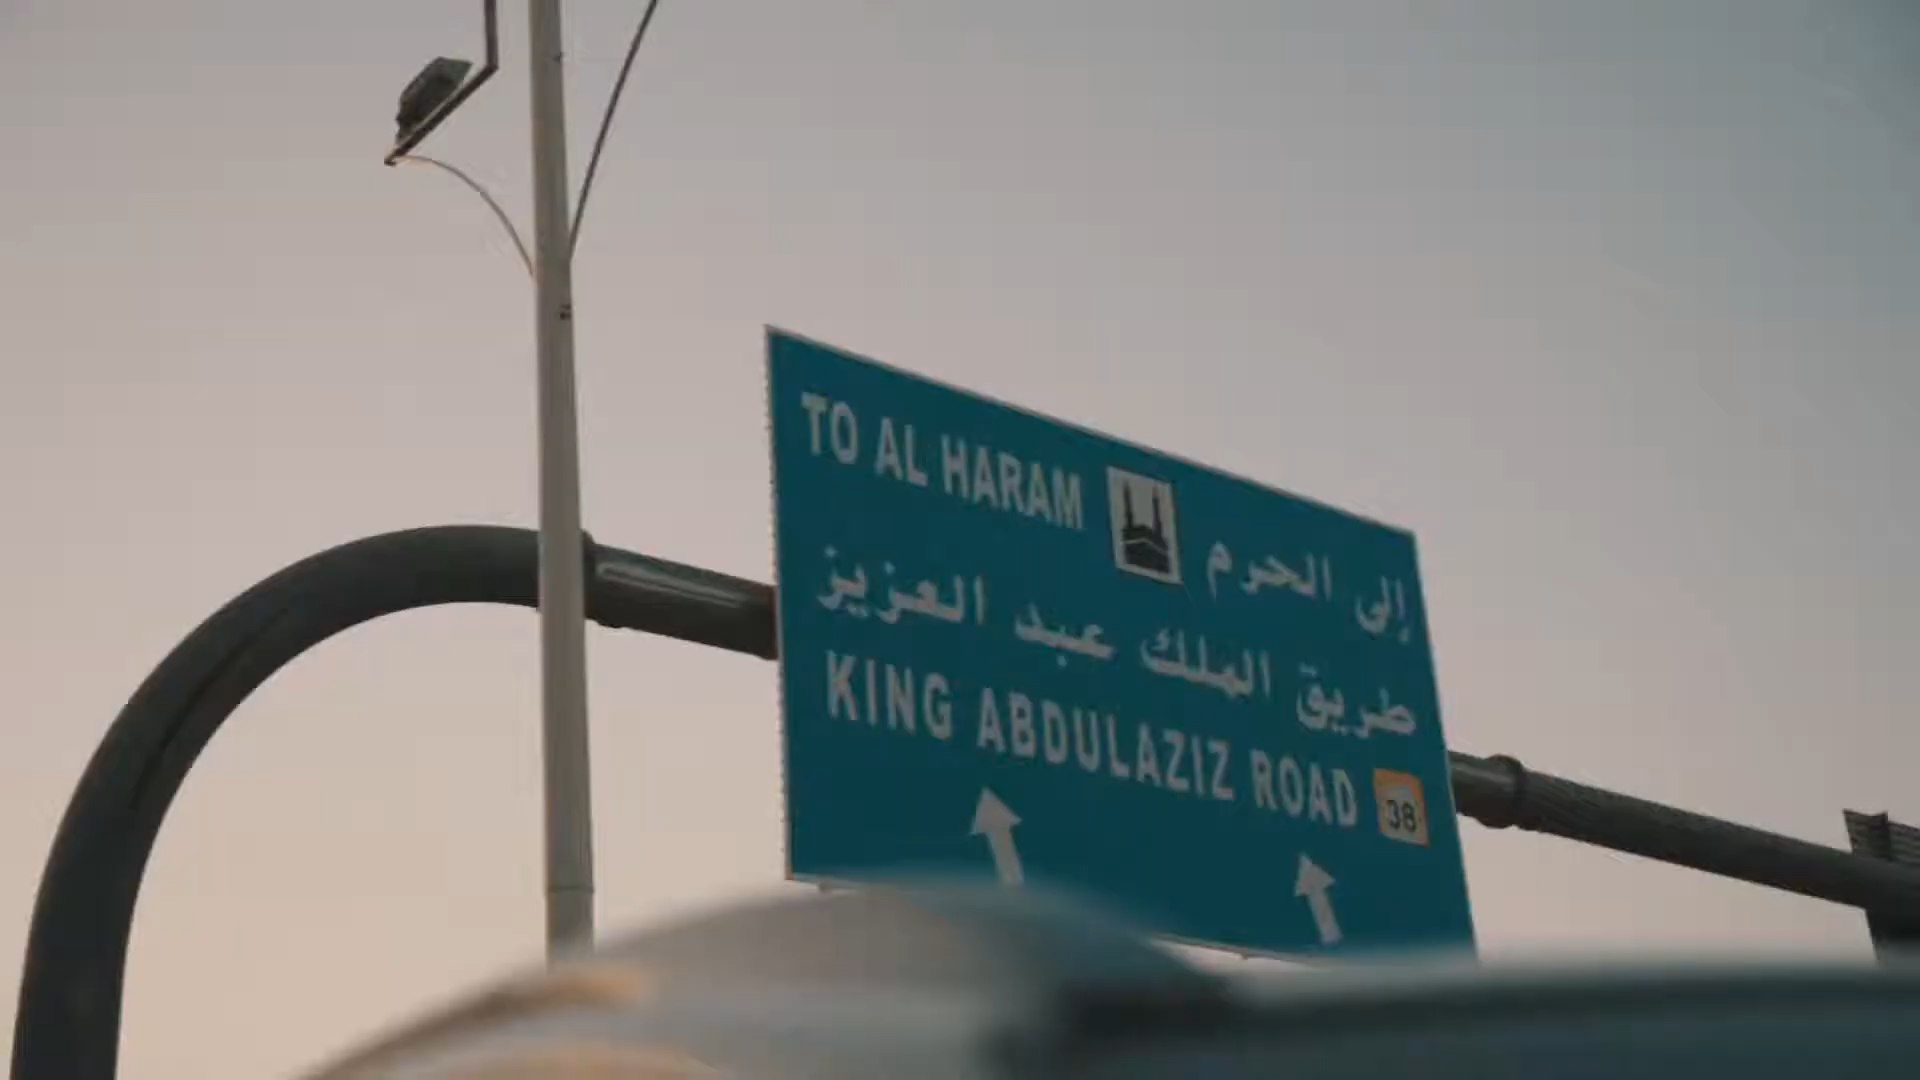 TO AL HARAM إلى الحرم
طريق الملك عبد العزيز
KING ABDULAZIZ ROAD 38